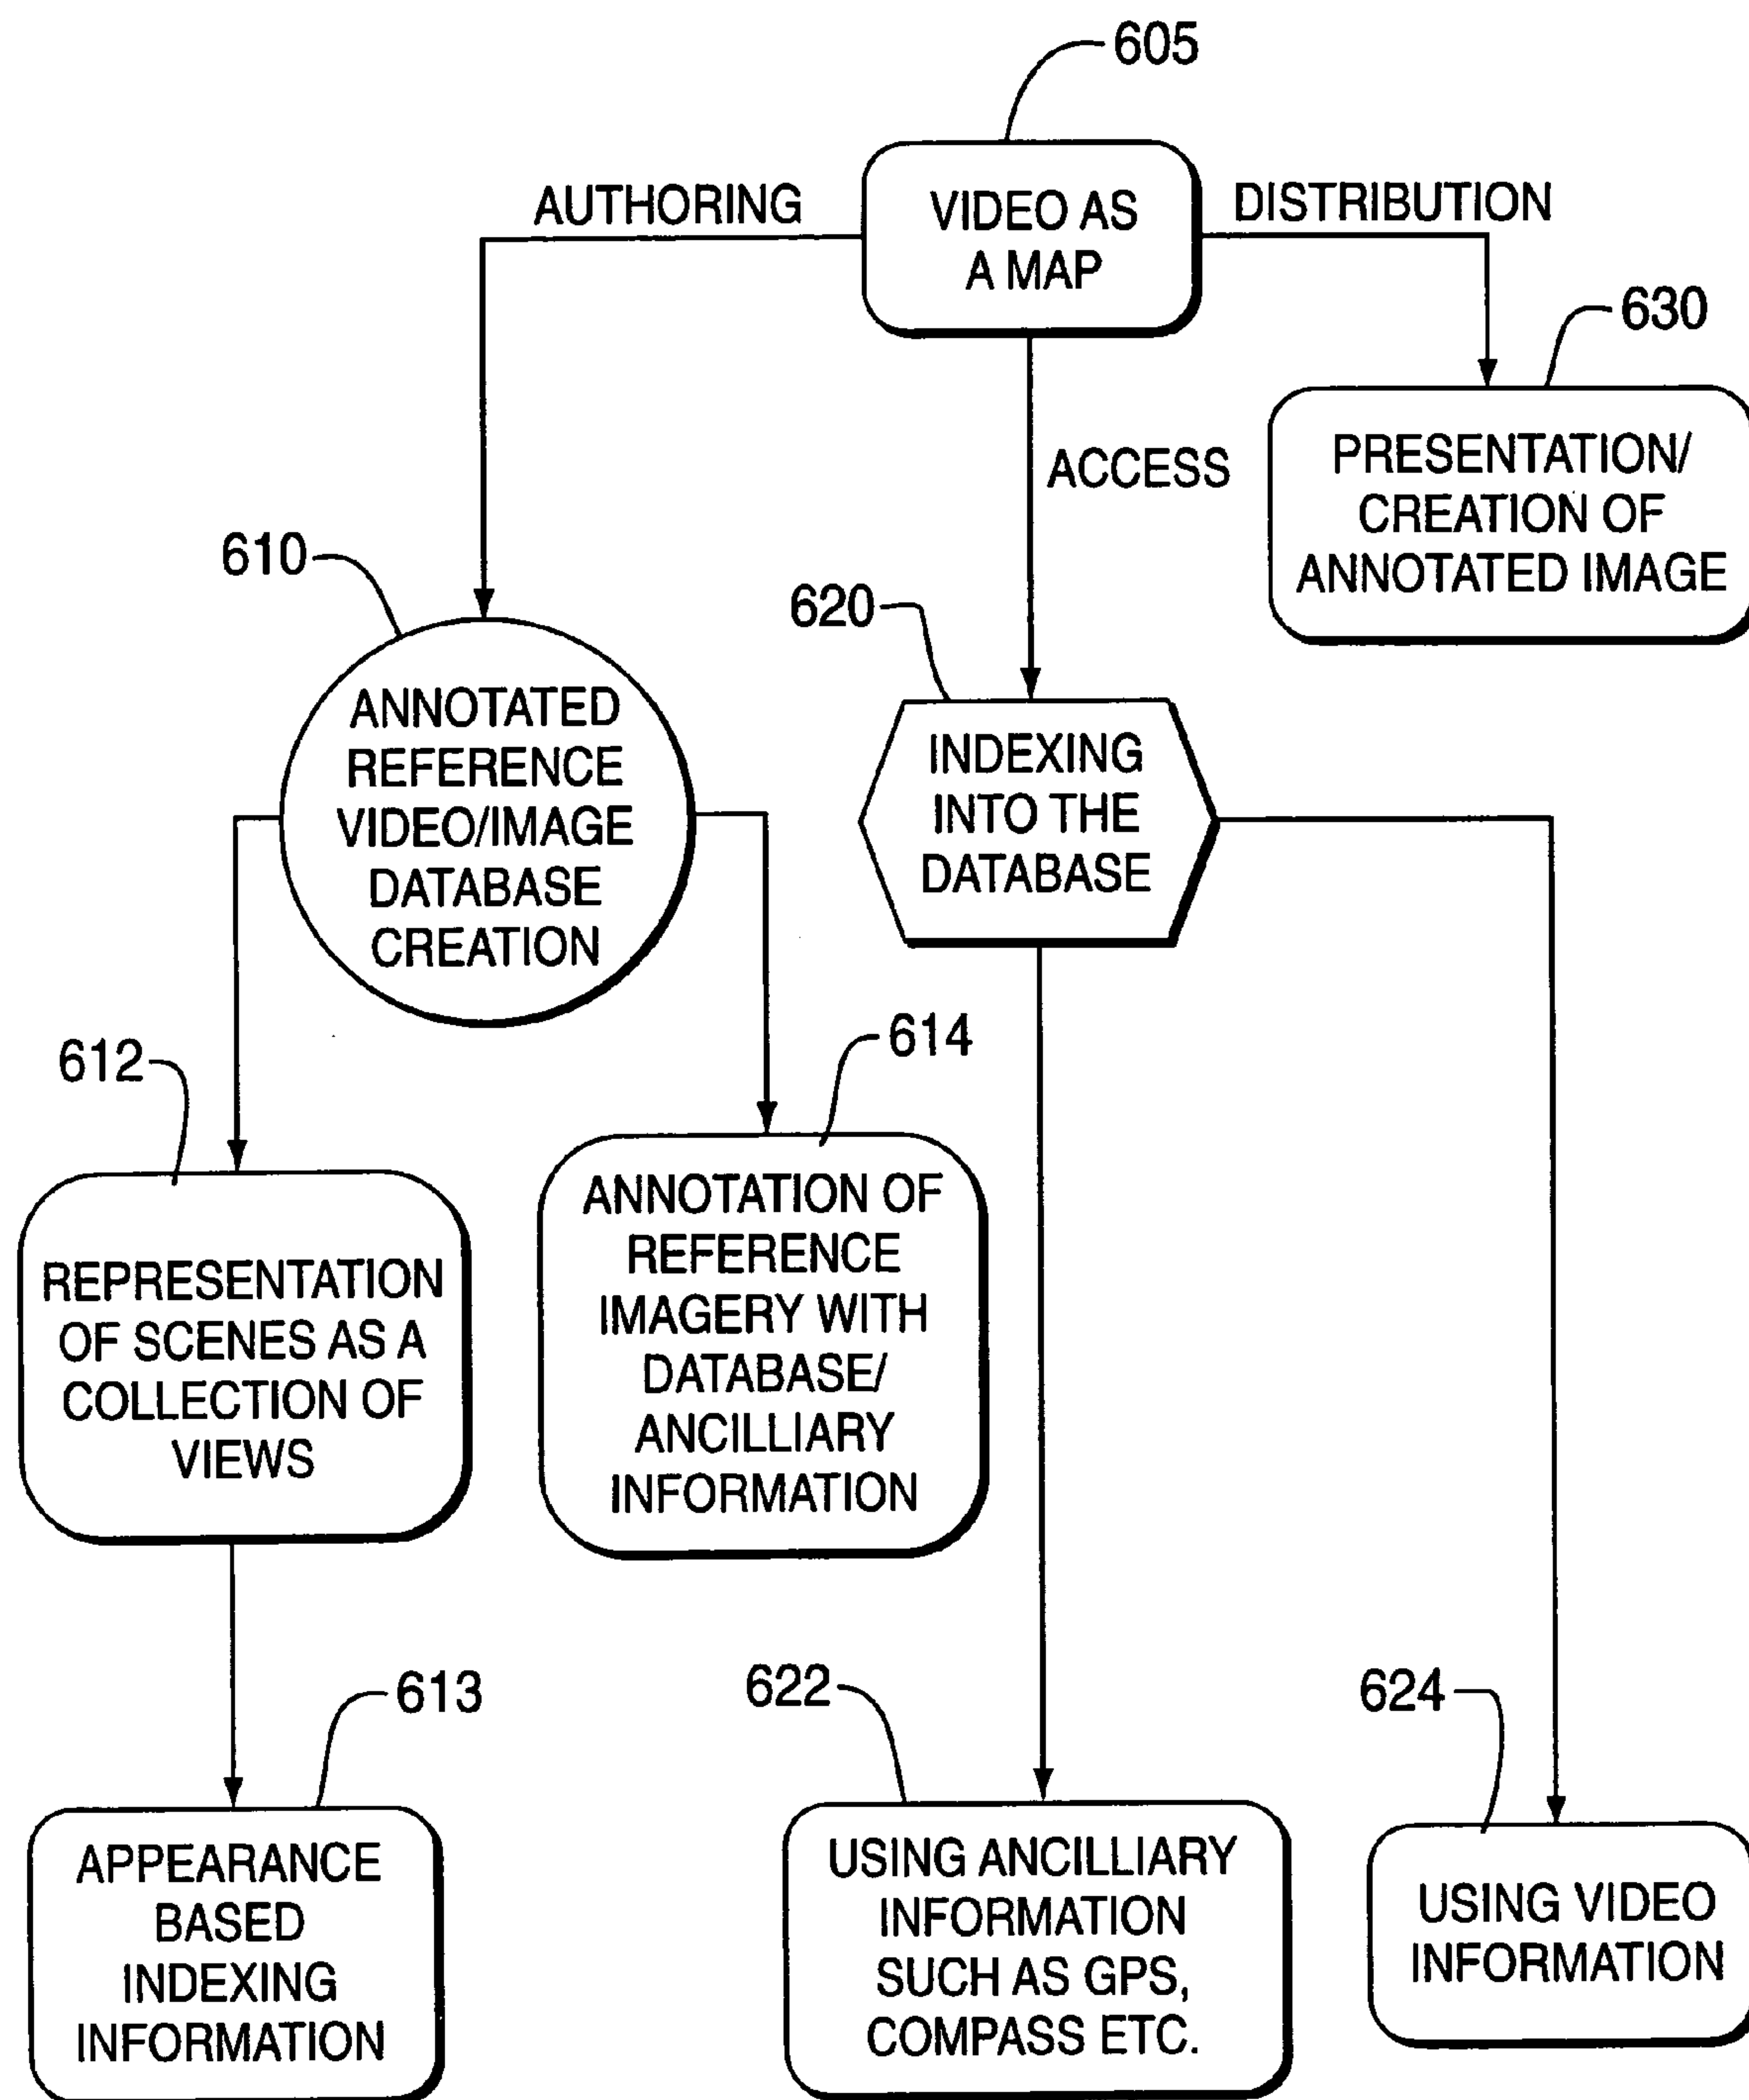 605
VIDEO AS
A MAP
AUTHORING
DISTRIBUTION
ACCESS
630
PRESENTATION/
CREATION OF
ANNOTATED IMAGE
610
ANNOTATED
REFERENCE
VIDEO/IMAGE
DATABASE
CREATION
620
INDEXING
INTO THE
DATABASE
612
REPRESENTATION
OF SCENES AS A
COLLECTION OF
VIEWS
614
ANNOTATION OF
REFERENCE
IMAGERY WITH
DATABASE/
ANCILLIARY
INFORMATION
613
APPEARANCE
BASED
INDEXING
INFORMATION
622
USING ANCILLIARY
INFORMATION
SUCH AS GPS,
COMPASS ETC.
624
USING VIDEO
INFORMATION